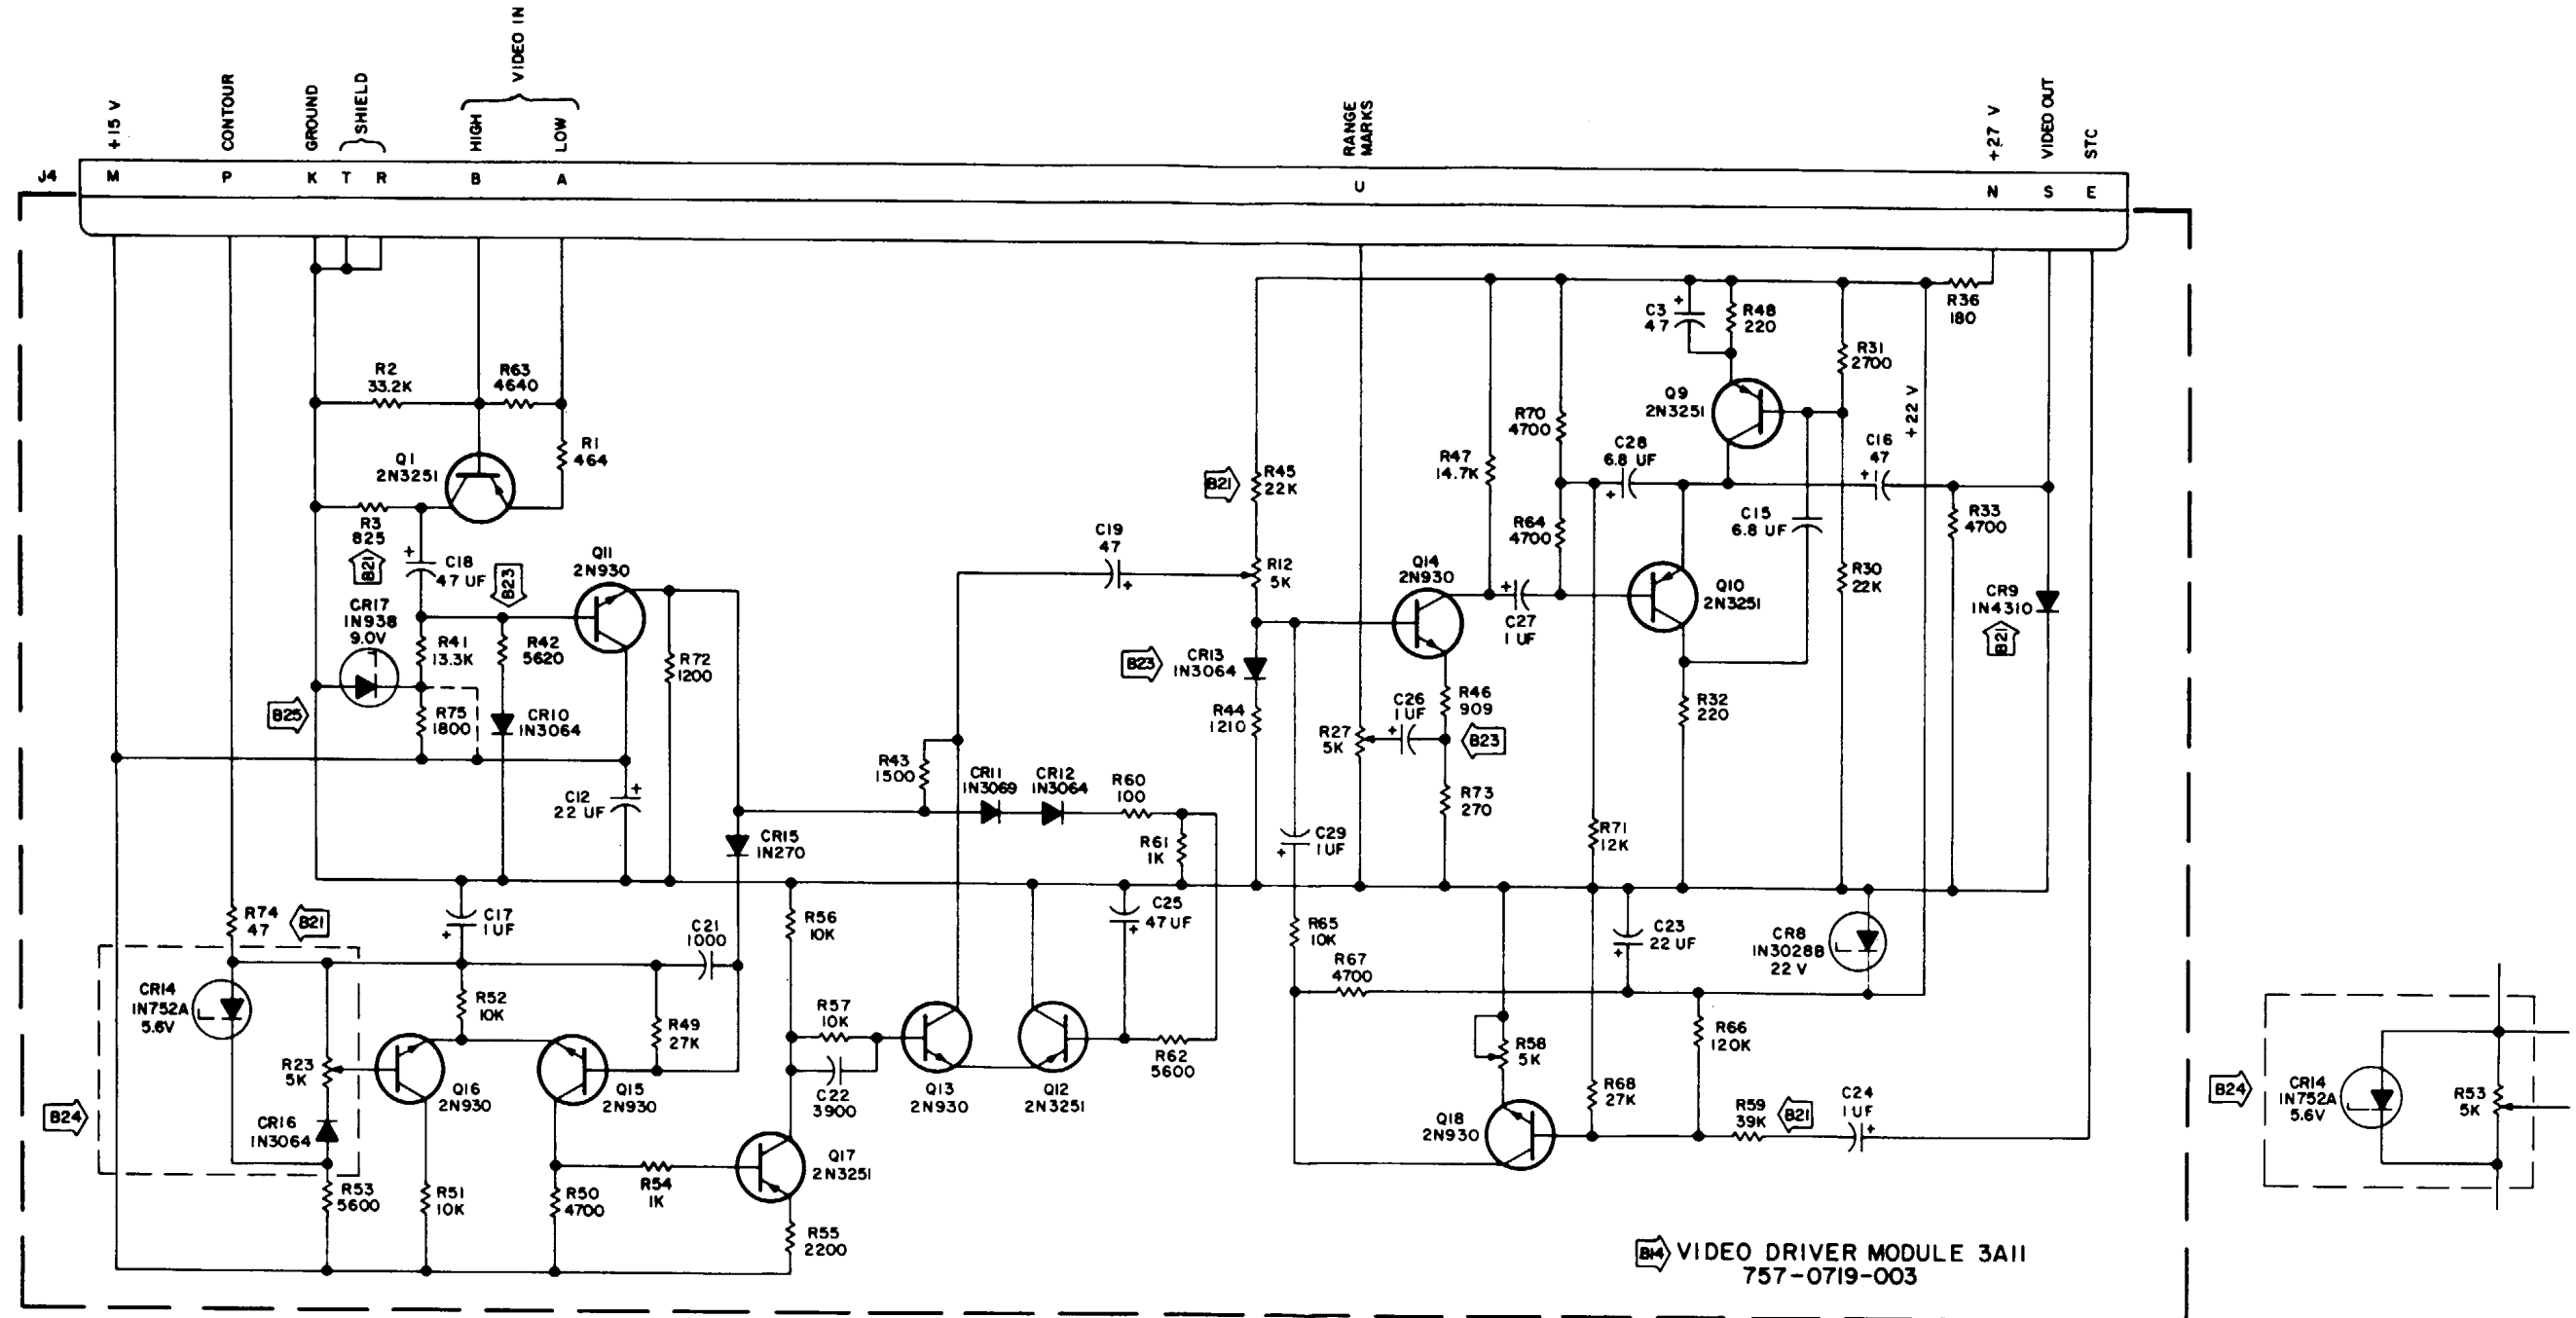 +15 V
CONTOUR
GROUND
SHIELD
HIGH
VIDEO IN
LOW
RANGE
MARKS
+27 V
VIDEO OUT
STC
J4
M
P
K
T
R
B
A
U
N
S
E
R2
33.2K
R63
4640
R1
464
Q1
2N3251
R3
825
B21
C18
47 UF
B23
Q11
2N930
CR17
1N938
9.0V
R41
13.3K
R42
5620
R72
1200
B25
R75
1800
CR10
1N3064
C12
22 UF
R43
1500
CR11
1N3069
CR12
1N3064
R60
100
R61
1K
CR15
1N270
C19
47
B21
R45
22K
R12
5K
B23
CR13
1N3064
R44
1210
R47
14.7K
R70
4700
R64
4700
C28
6.8 UF
C3
47
R48
220
Q9
2N3251
R31
2700
+22 V
R36
180
C16
47
C15
6.8 UF
R33
4700
Q14
2N930
C27
1 UF
Q10
2N3251
R30
22K
CR9
1N4310
B21
R27
5K
C26
1UF
R46
909
B23
R73
270
R32
220
C29
1UF
R71
12K
R74
47
B21
C17
1UF
C21
1000
R56
10K
C25
47 UF
R65
10K
R67
4700
C23
22 UF
CR8
1N3028B
22 V
CR14
1N752A
5.6V
R52
10K
R49
27K
R57
10K
C22
3900
Q13
2N930
Q12
2N3251
R62
5600
R58
5K
R66
120K
R23
5K
Q16
2N930
Q15
2N930
B24
CR16
1N3064
Q17
2N3251
Q18
2N930
R68
27K
R59
39K
B21
C24
1UF
R53
5600
R51
10K
R50
4700
R54
1K
R55
2200
B24
CR14
1N752A
5.6V
R53
5K
B14 VIDEO DRIVER MODULE 3A11
757-0719-003